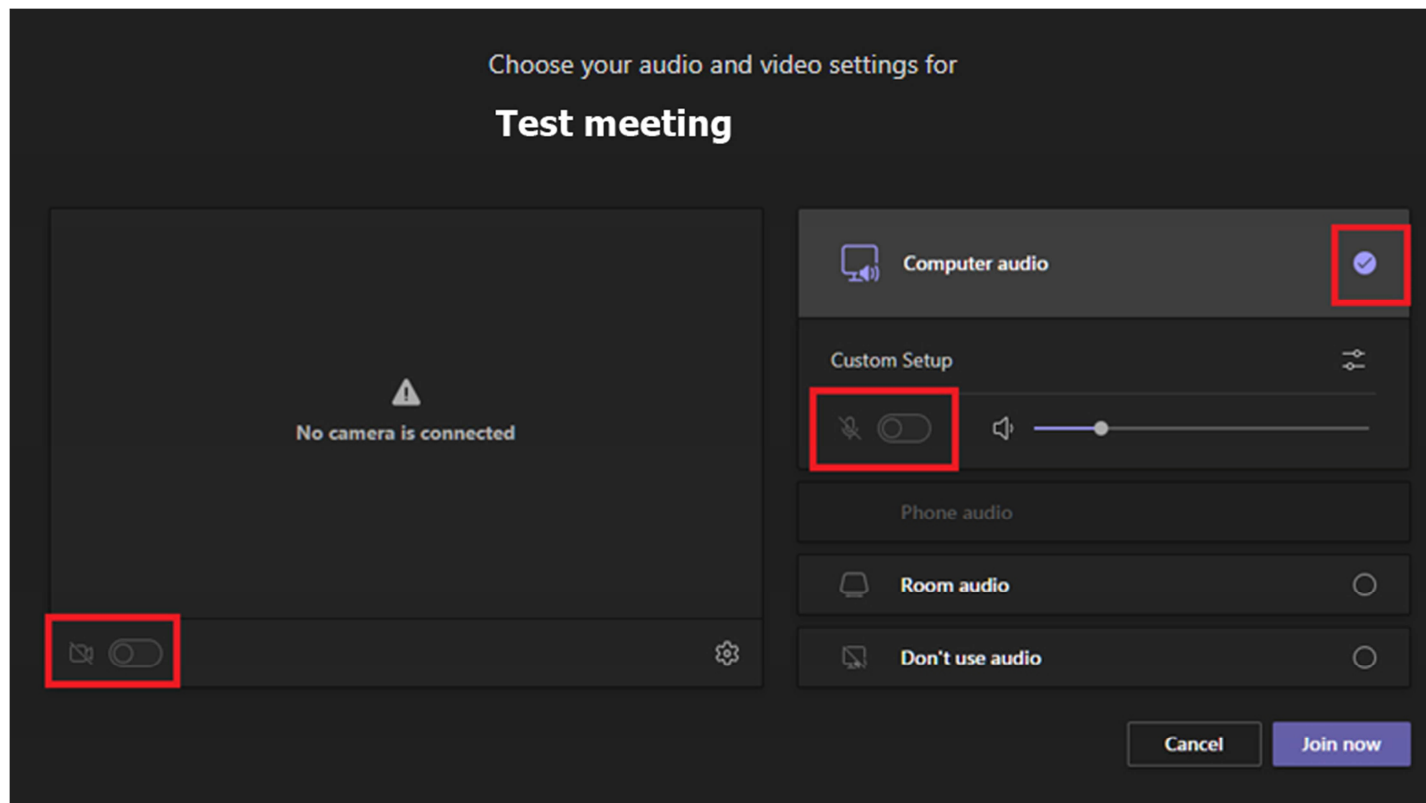 Choose your audio and video settings for
Test meeting
No camera is connected
Computer audio
Custom Setup
Phone audio
Room audio
Don't use audio
Cancel
Join now